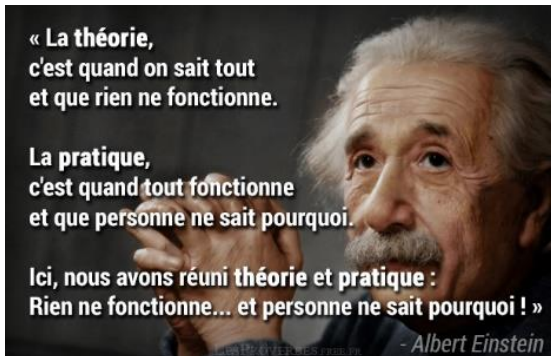 « La théorie,
c'est quand on sait tout
et que rien ne fonctionne.
La pratique,
c'est quand tout fonctionne
et que personne ne sait pourquoi.
Ici, nous avons réuni théorie et pratique :
Rien ne fonctionne... et personne ne sait pourquoi ! »
- Albert Einstein